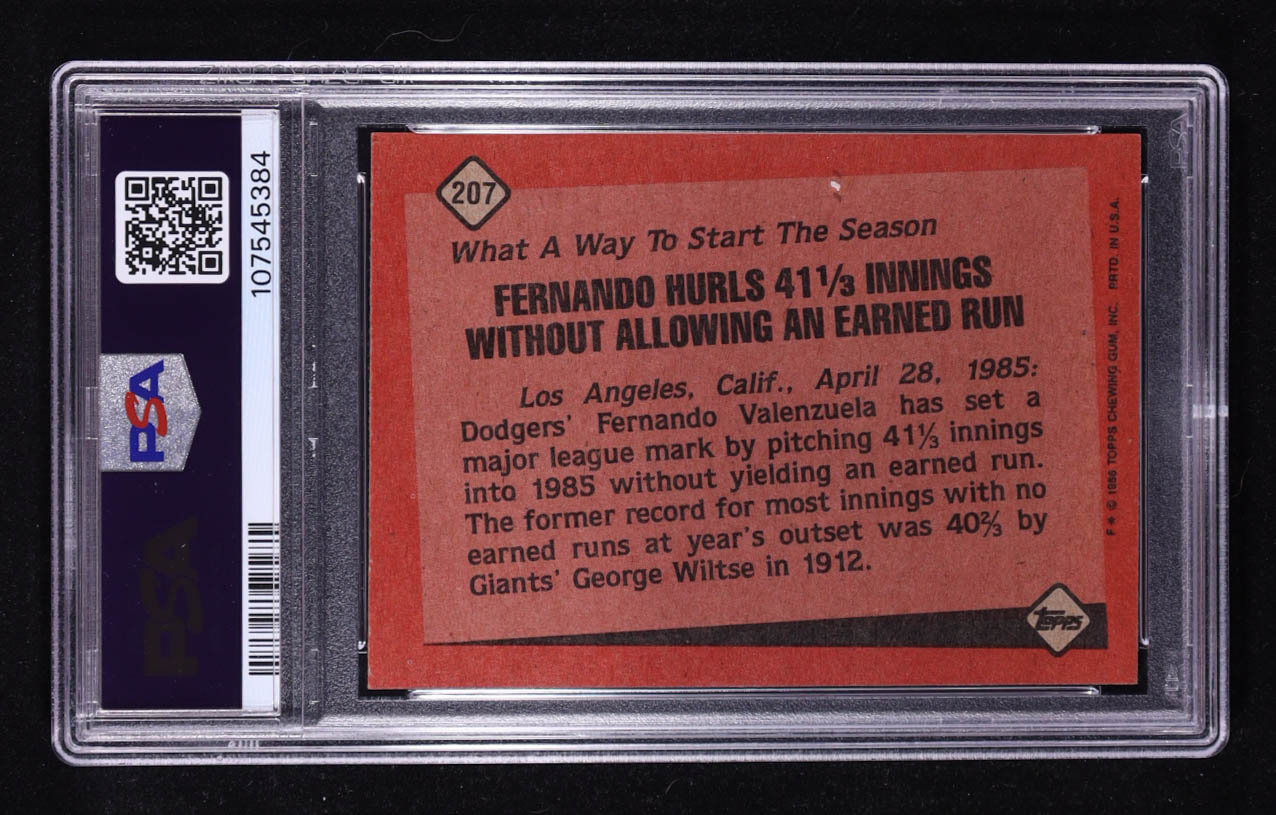 207
What A Way To Start The Season
FERNANDO HURLS 41 1/3 INNINGS
WITHOUT ALLOWING AN EARNED RUN
Los Angeles, Calif., April 28, 1985:
Dodgers' Fernando Valenzuela has set a
major league mark by pitching 41⅓ innings
into 1985 without yielding an earned run.
The former record for most innings with no
earned runs at year's outset was 40⅔ by
Giants' George Wiltse in 1912.
topps
F * © 1986 TOPPS CHEWING GUM, INC. PRTD. IN U.S.A.
107545384
PSA
PSA